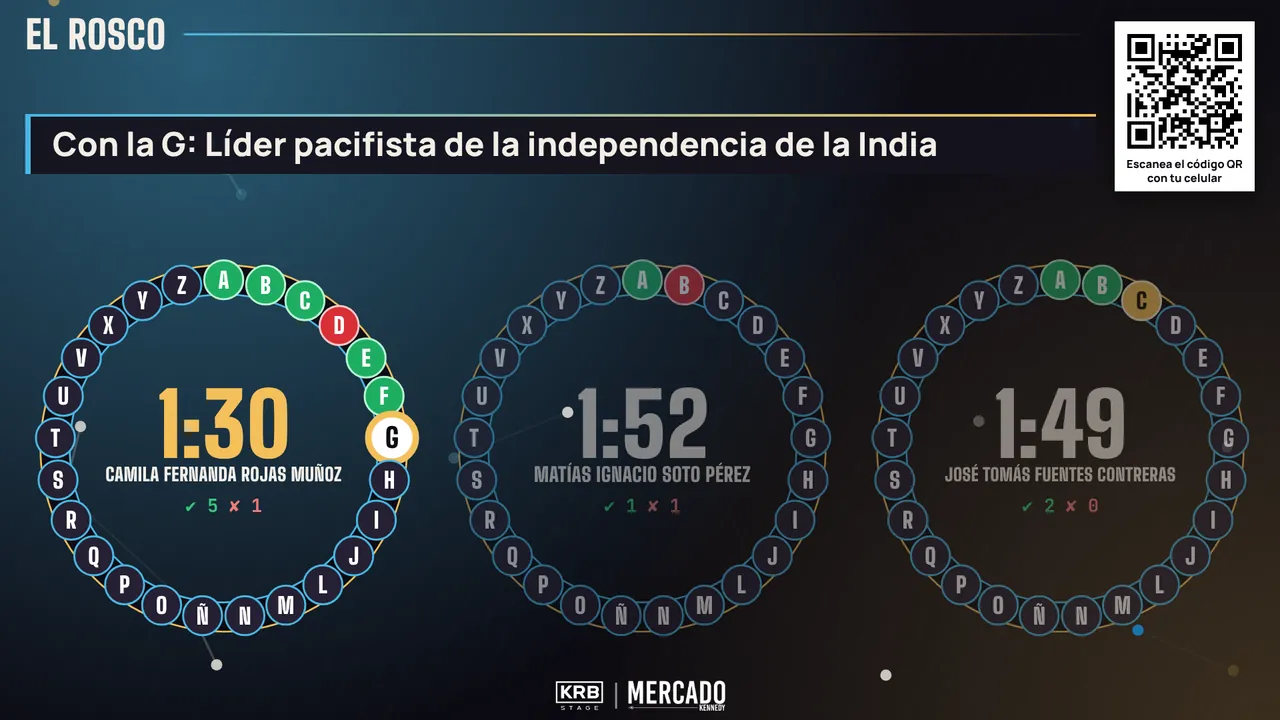 EL ROSCO
Con la G: Líder pacifista de la independencia de la India
Escanea el código QR
con tu celular
A B C D E F G H I J L M N Ñ O P Q R S T U V X Y Z
1:30
CAMILA FERNANDA ROJAS MUÑOZ
✔ 5 ✘ 1
A B C D E F G H I J L M N Ñ O P Q R S T U V X Y Z
1:52
MATÍAS IGNACIO SOTO PÉREZ
✔ 1 ✘ 1
A B C D E F G H I J L M N Ñ O P Q R S T U V X Y Z
1:49
JOSÉ TOMÁS FUENTES CONTRERAS
✔ 2 ✘ 0
KRB
STAGE
MERCADO
KENNEDY